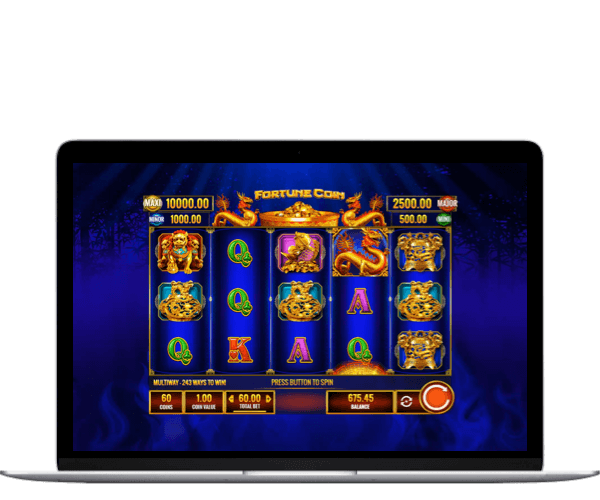 FORTUNE COIN
MAXI 10000.00
2500.00 MAJOR
MINOR 1000.00
500.00 MINI
Q
Q
A
Q K A Q
MULTIWAY - 243 WAYS TO WIN!
PRESS BUTTON TO SPIN
60
COINS
1.00
COIN VALUE
60.00
TOTAL BET
675.45
BALANCE